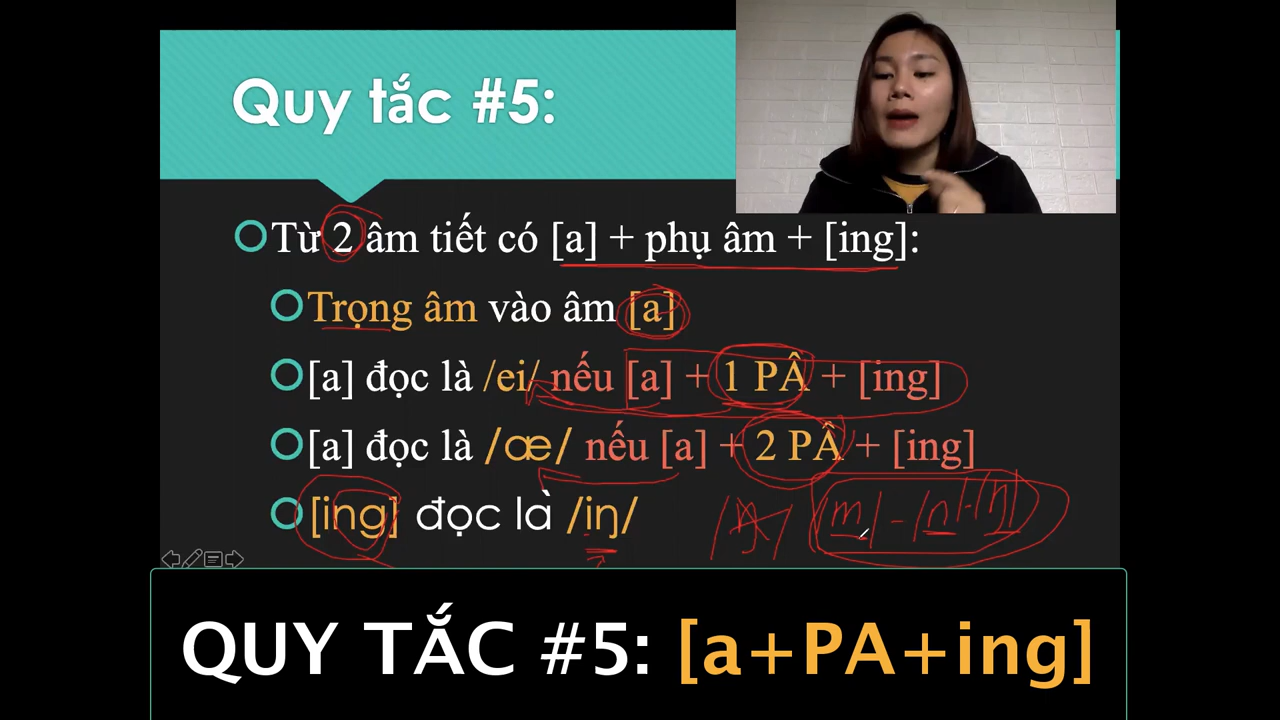 Quy tắc #5:
Từ 2 âm tiết có [a] + phụ âm + [ing]:
Trọng âm vào âm [a]
[a] đọc là /ei/ nếu [a] + 1 PÂ + [ing]
[a] đọc là /æ/ nếu [a] + 2 PÂ + [ing]
[ing] đọc là /iŋ/
/m/ - /n/ - /ŋ/
QUY TẮC #5: [a+PA+ing]